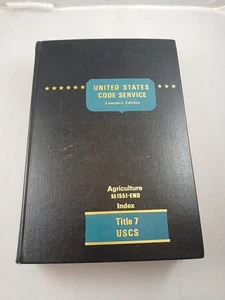 UNITED STATES
CODE SERVICE
Lawyers Edition
Agriculture
§§ 1551-END
Index
Title 7
USCS